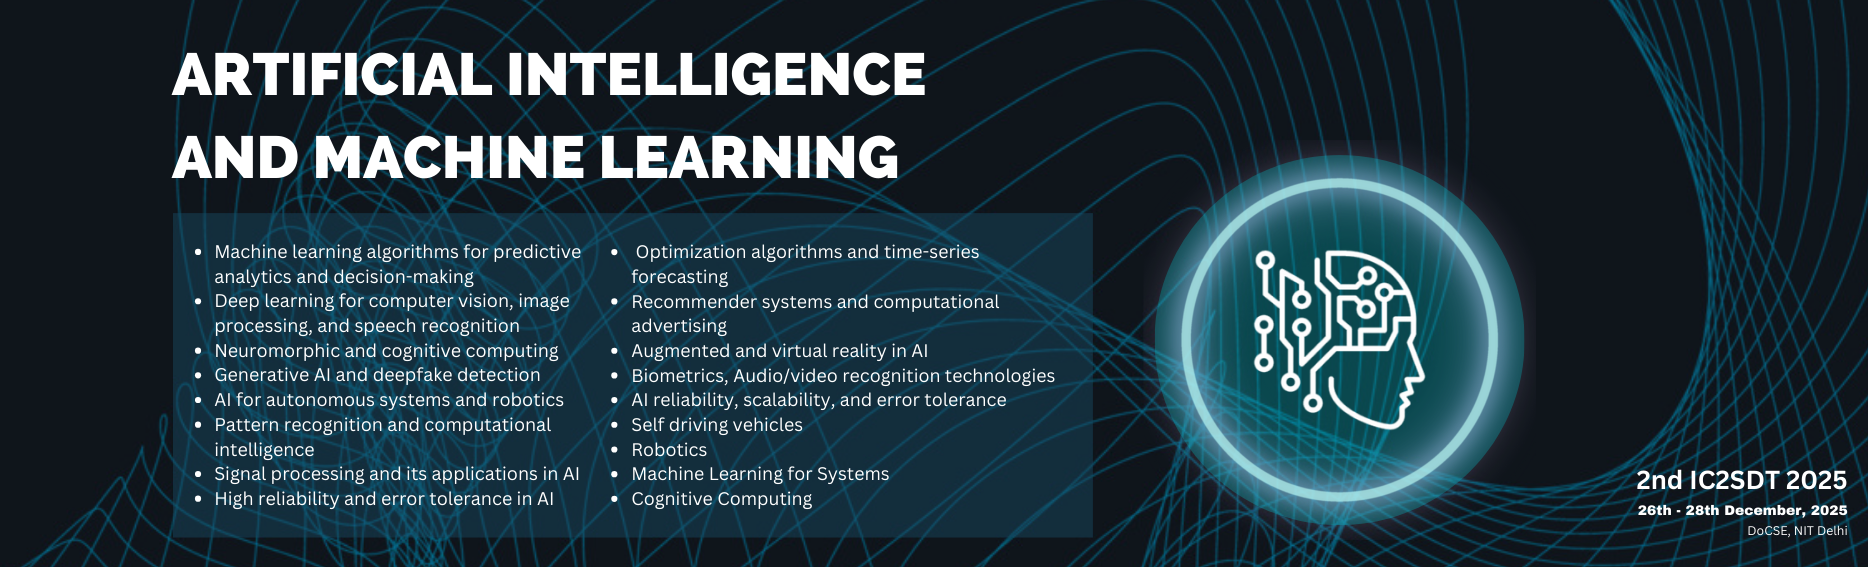 ARTIFICIAL INTELLIGENCE
AND MACHINE LEARNING
• Machine learning algorithms for predictive
analytics and decision-making
• Deep learning for computer vision, image
processing, and speech recognition
• Neuromorphic and cognitive computing
• Generative AI and deepfake detection
• AI for autonomous systems and robotics
• Pattern recognition and computational
intelligence
• Signal processing and its applications in AI
• High reliability and error tolerance in AI
• Optimization algorithms and time-series
forecasting
• Recommender systems and computational
advertising
• Augmented and virtual reality in AI
• Biometrics, Audio/video recognition technologies
• AI reliability, scalability, and error tolerance
• Self driving vehicles
• Robotics
• Machine Learning for Systems
• Cognitive Computing
2nd IC2SDT 2025
26th - 28th December, 2025
DoCSE, NIT Delhi